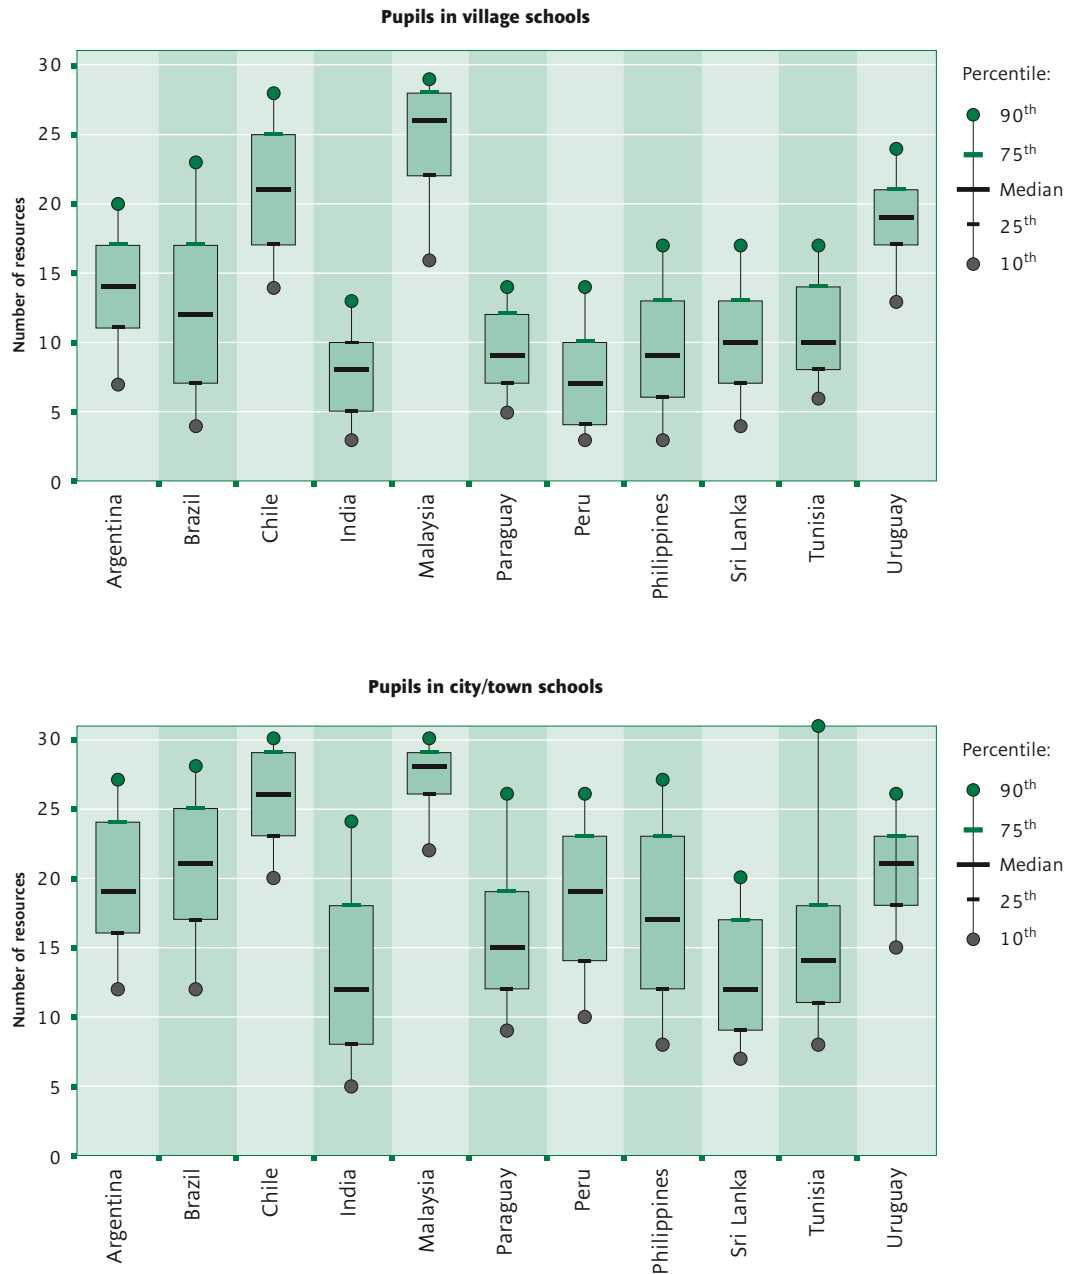 Pupils in village schools
Number of resources
30
25
20
15
10
5
0
Argentina
Brazil
Chile
India
Malaysia
Paraguay
Peru
Philippines
Sri Lanka
Tunisia
Uruguay
Percentile:
90th
75th
Median
25th
10th
Pupils in city/town schools
Number of resources
30
25
20
15
10
5
0
Argentina
Brazil
Chile
India
Malaysia
Paraguay
Peru
Philippines
Sri Lanka
Tunisia
Uruguay
Percentile:
90th
75th
Median
25th
10th